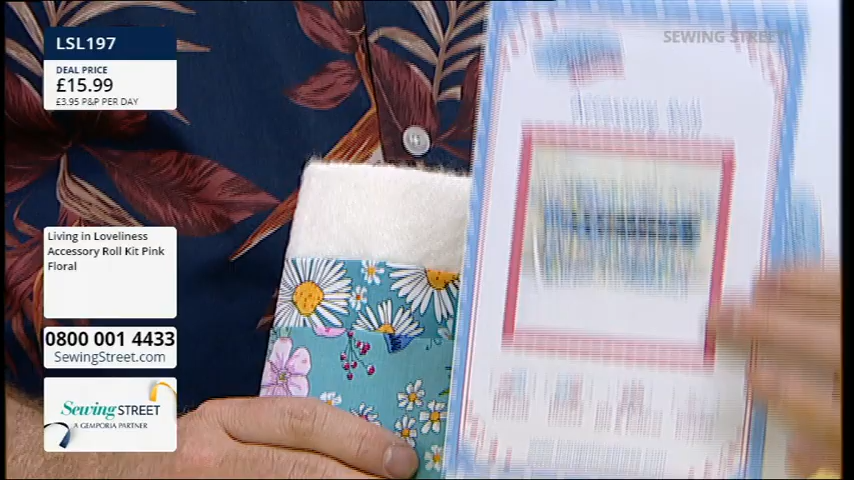 LSL197
DEAL PRICE
£15.99
£3.95 P&P PER DAY
SEWING STREET
Living in Loveliness
Accessory Roll Kit Pink
Floral
0800 001 4433
SewingStreet.com
Sewing STREET
A GEMPORIA PARTNER